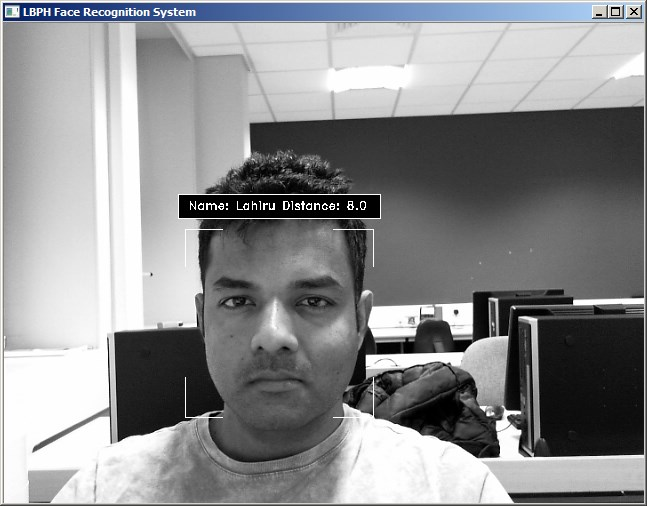 LBPH Face Recognition System
Name: Lahiru Distance: 8.0